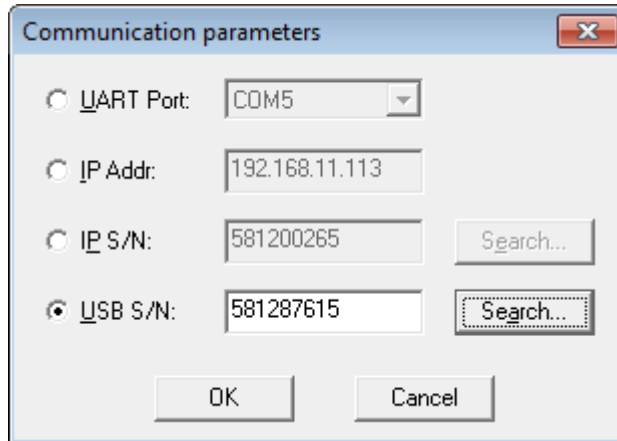 Communication parameters
UART Port: COM5
IP Addr: 192.168.11.113
IP S/N: 581200265 Search...
USB S/N: 581287615 Search...
OK Cancel